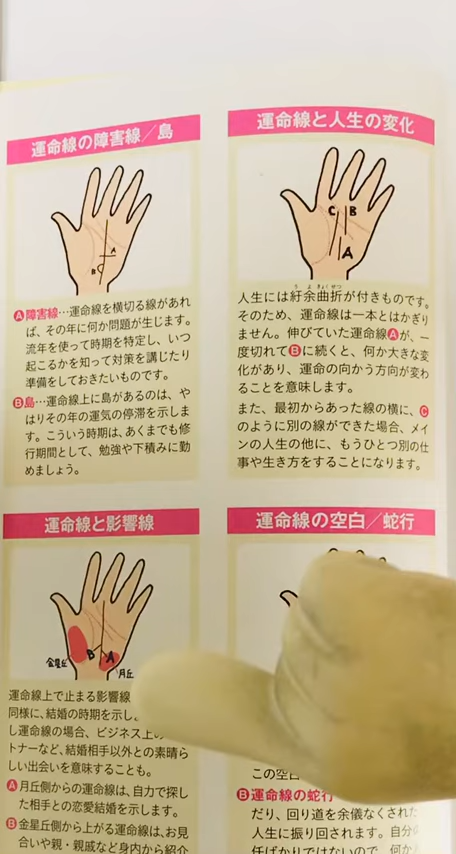 運命線の障害線／島
A
B
Ⓐ障害線…運命線を横切る線があれ
ば、その年に何か問題が生じます。
流年を使って時期を特定し、いつ
起こるかを知って対策を講じたり
準備をしておきたいものです。
Ⓑ島…運命線上に島があるのは、や
はりその年の運気の停滞を示しま
す。こういう時期は、あくまでも修
行期間として、勉強や下積みに勤
めましょう。
運命線と人生の変化
C B
A
人生には紆余曲折が付きものです。
そのため、運命線は一本とはかぎり
ません。伸びていた運命線Ⓐが、一
度切れてⒷに続くと、何か大きな変
化があり、運命の向かう方向が変わ
ることを意味します。
また、最初からあった線の横に、Ⓒ
のように別の線ができた場合、メイ
ンの人生の他に、もうひとつ別の仕
事や生き方をすることになります。
運命線と影響線
金星丘
B
A
月丘
運命線上で止まる影響線
同様に、結婚の時期を示し
し運命線の場合、ビジネス上
トナーなど、結婚相手以外との素晴ら
しい出会いを意味することも。
Ⓐ月丘側からの運命線は、自力で探し
た相手との恋愛結婚を示します。
Ⓑ金星丘側から上がる運命線は、お見
合いや親・親戚など身内から紹介
運命線の空白／蛇行
この空白
Ⓑ運命線の蛇行
だり、回り道を余儀なくされた
人生に振り回されます。自分
任ばかりではないので、何か